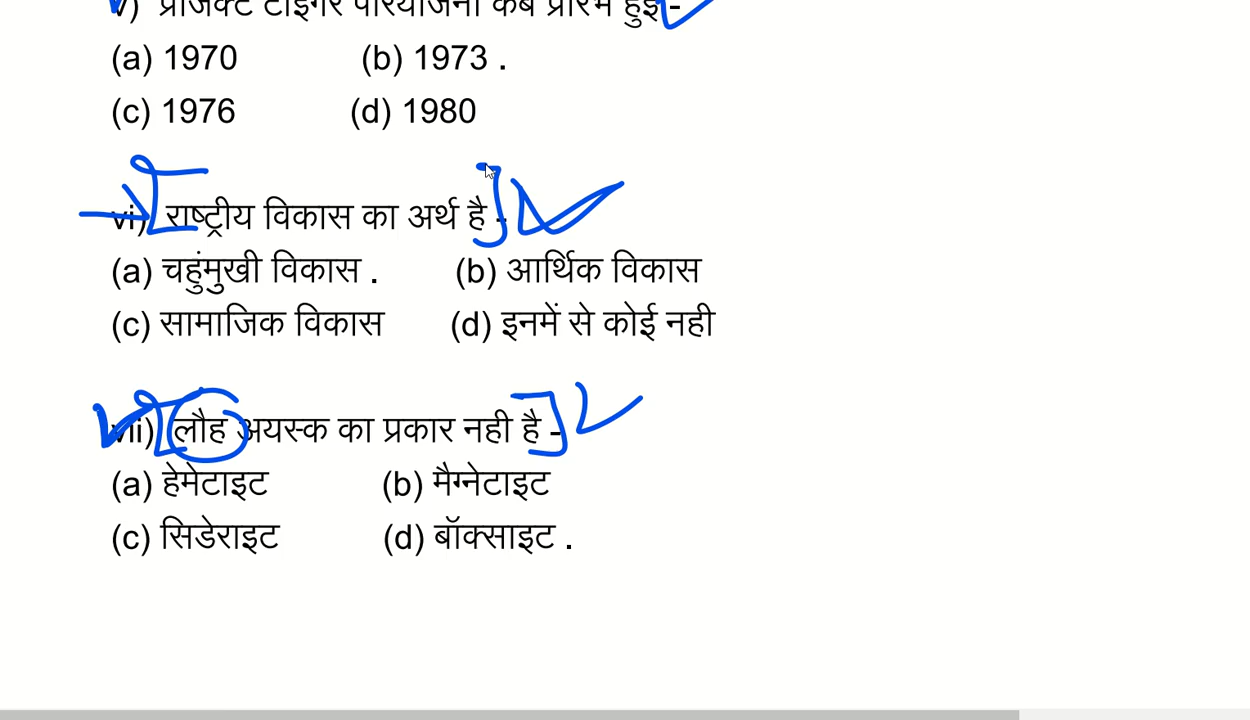 v) प्रोजेक्ट टाइगर परियोजना कब प्रारंभ हुई -
(a) 1970 (b) 1973 .
(c) 1976 (d) 1980
vi) राष्ट्रीय विकास का अर्थ है -
(a) चहुंमुखी विकास . (b) आर्थिक विकास
(c) सामाजिक विकास (d) इनमें से कोई नही
vii) लौह अयस्क का प्रकार नही है -
(a) हेमेटाइट (b) मैग्नेटाइट
(c) सिडेराइट (d) बॉक्साइट .